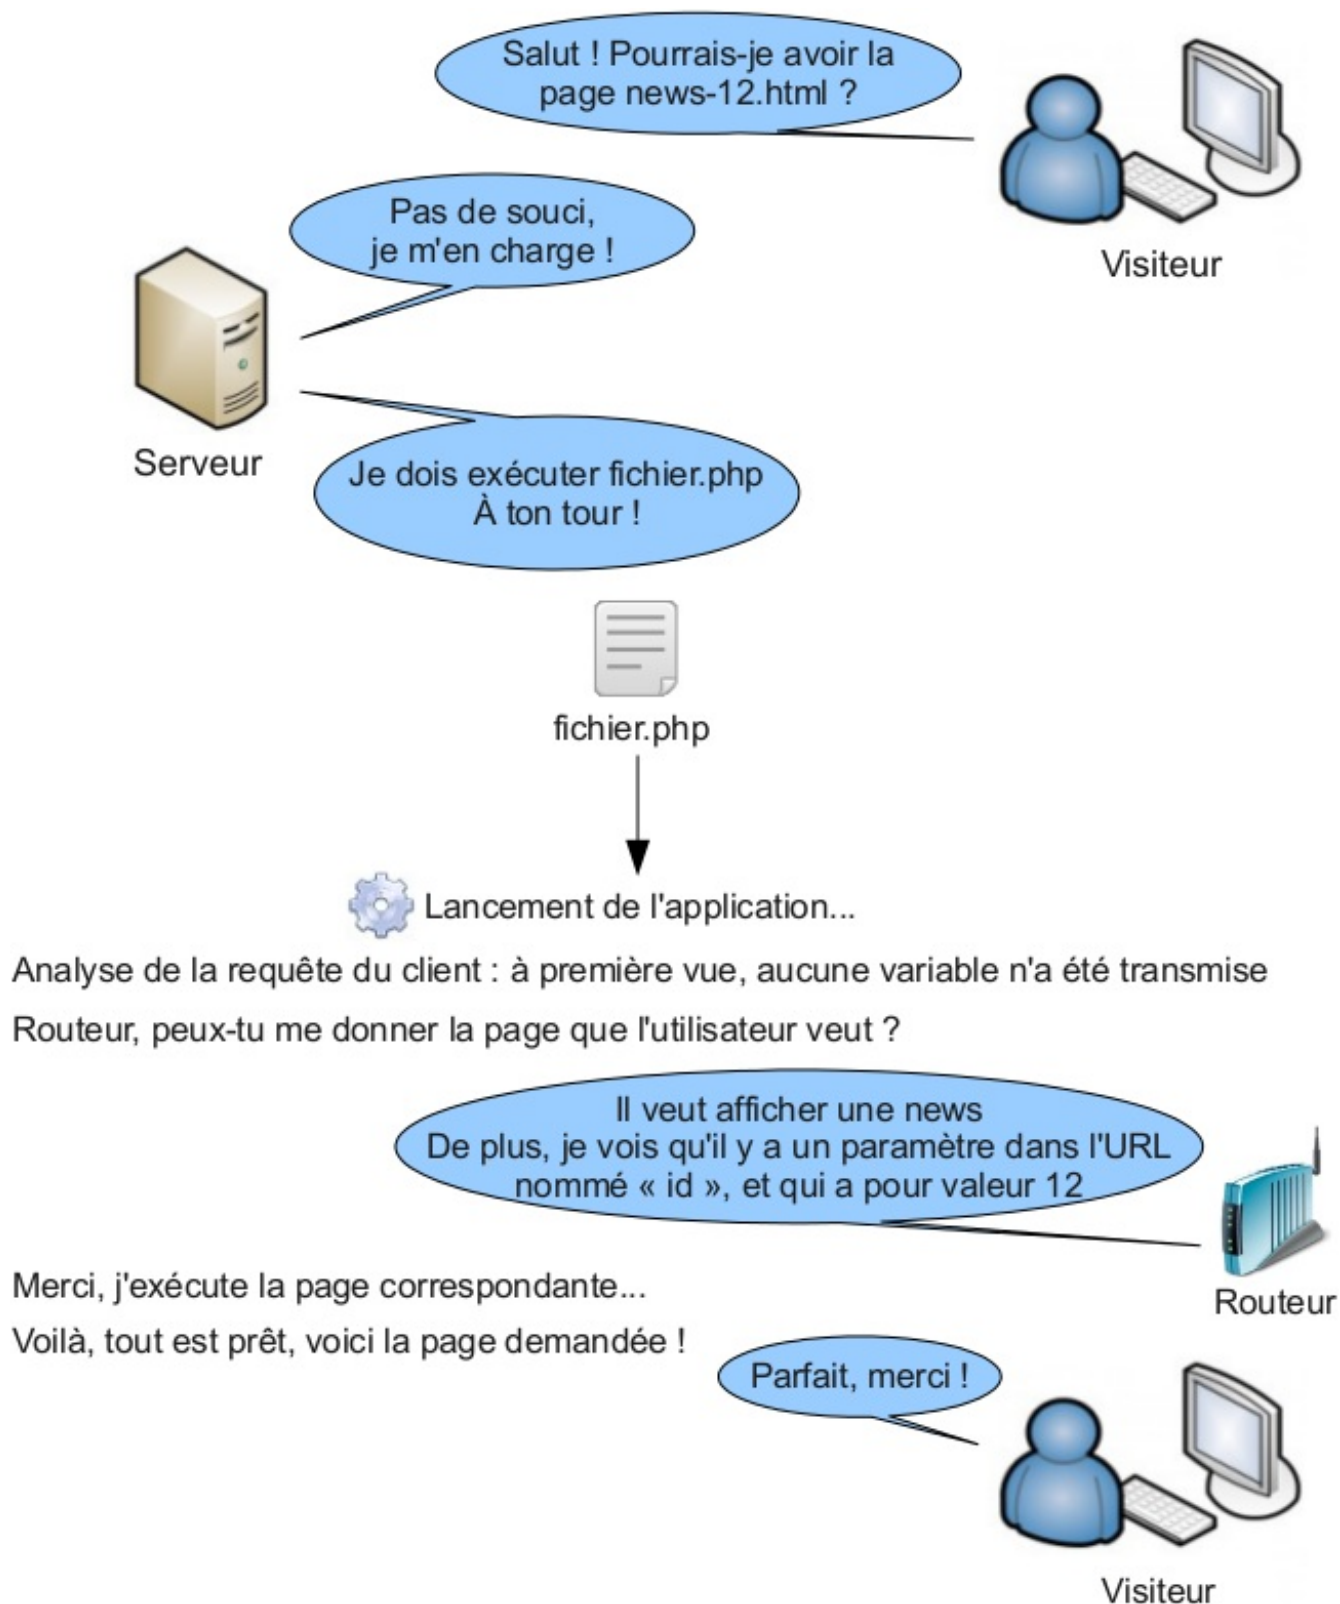 Salut ! Pourrais-je avoir la
page news-12.html ?
Visiteur
Pas de souci,
je m'en charge !
Serveur
Je dois exécuter fichier.php
À ton tour !
fichier.php
Lancement de l'application...
Analyse de la requête du client : à première vue, aucune variable n'a été transmise
Routeur, peux-tu me donner la page que l'utilisateur veut ?
Il veut afficher une news
De plus, je vois qu'il y a un paramètre dans l'URL
nommé « id », et qui a pour valeur 12
Routeur
Merci, j'exécute la page correspondante...
Voilà, tout est prêt, voici la page demandée !
Parfait, merci !
Visiteur